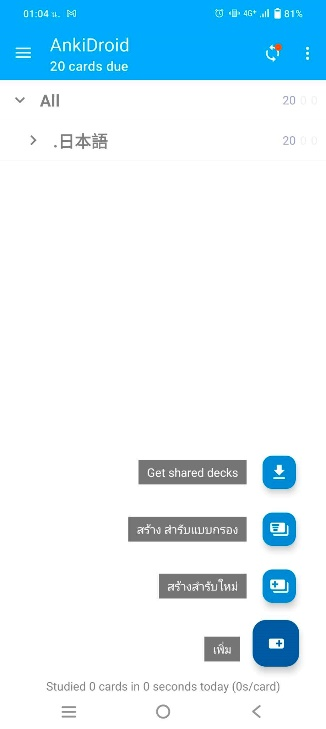 01:04 น.
4G+ 81%
AnkiDroid
20 cards due
All 20 0 0
.日本語 20 0 0
Get shared decks
สร้าง สำรับแบบกรอง
สร้างสำรับใหม่
เพิ่ม
Studied 0 cards in 0 seconds today (0s/card)